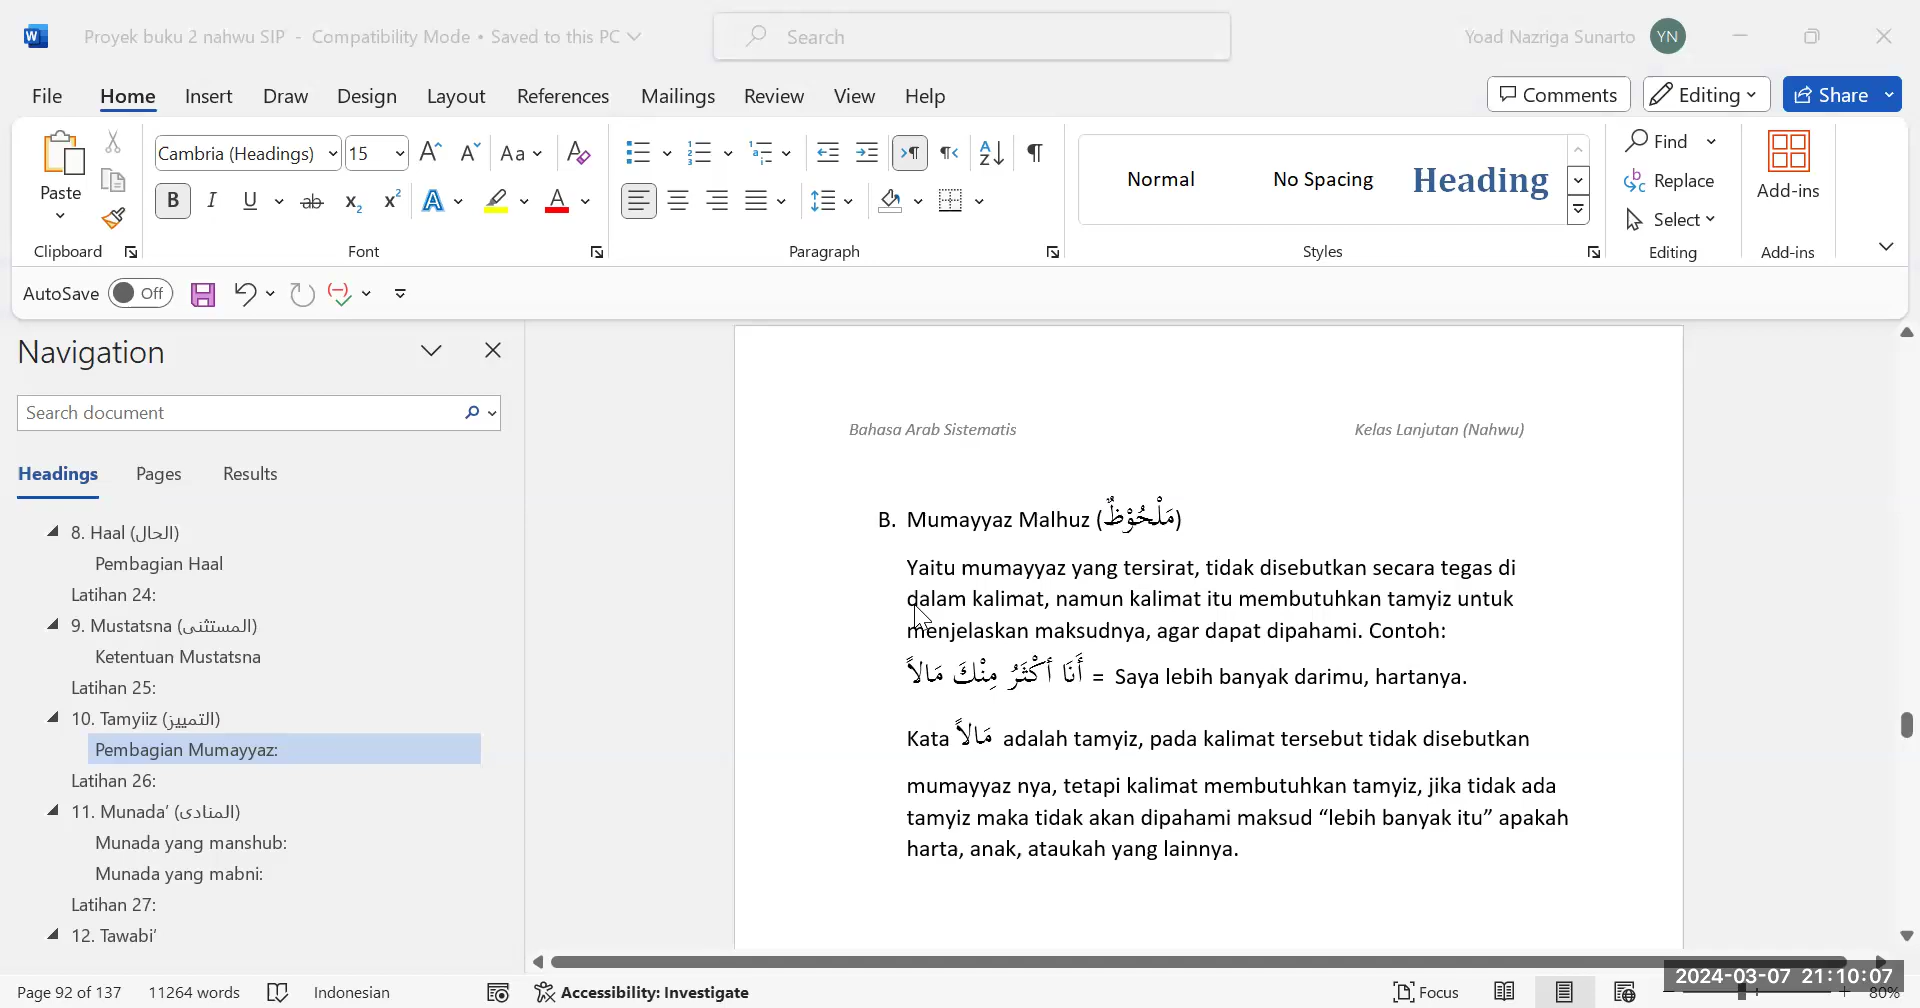 Proyek buku 2 nahwu SIP - Compatibility Mode • Saved to this PC
Search
Yoad Nazriga Sunarto
YN
File Home Insert Draw Design Layout References Mailings Review View Help
Comments
Editing
Share
Paste
Cambria (Headings)
15
Normal
No Spacing
Heading
Find
Replace
Select
Add-ins
Clipboard
Font
Paragraph
Styles
Editing
Add-ins
AutoSave Off
Navigation
Search document
Headings Pages Results
8. Haal (الحال)
Pembagian Haal
Latihan 24:
9. Mustatsna (المستثنى)
Ketentuan Mustatsna
Latihan 25:
10. Tamyiiz (التمييز)
Pembagian Mumayyaz:
Latihan 26:
11. Munada’ (المنادى)
Munada yang manshub:
Munada yang mabni:
Latihan 27:
12. Tawabi’
Bahasa Arab Sistematis
Kelas Lanjutan (Nahwu)
B. Mumayyaz Malhuz (مَلْحُوْظٌ)
Yaitu mumayyaz yang tersirat, tidak disebutkan secara tegas di
dalam kalimat, namun kalimat itu membutuhkan tamyiz untuk
menjelaskan maksudnya, agar dapat dipahami. Contoh:
أَنَا أَكْثَرُ مِنْكَ مَالاً = Saya lebih banyak darimu, hartanya.
Kata مَالاً adalah tamyiz, pada kalimat tersebut tidak disebutkan
mumayyaz nya, tetapi kalimat membutuhkan tamyiz, jika tidak ada
tamyiz maka tidak akan dipahami maksud “lebih banyak itu” apakah
harta, anak, ataukah yang lainnya.
Page 92 of 137 11264 words Indonesian Accessibility: Investigate
Focus
2024-03-07 21:10:07
80%